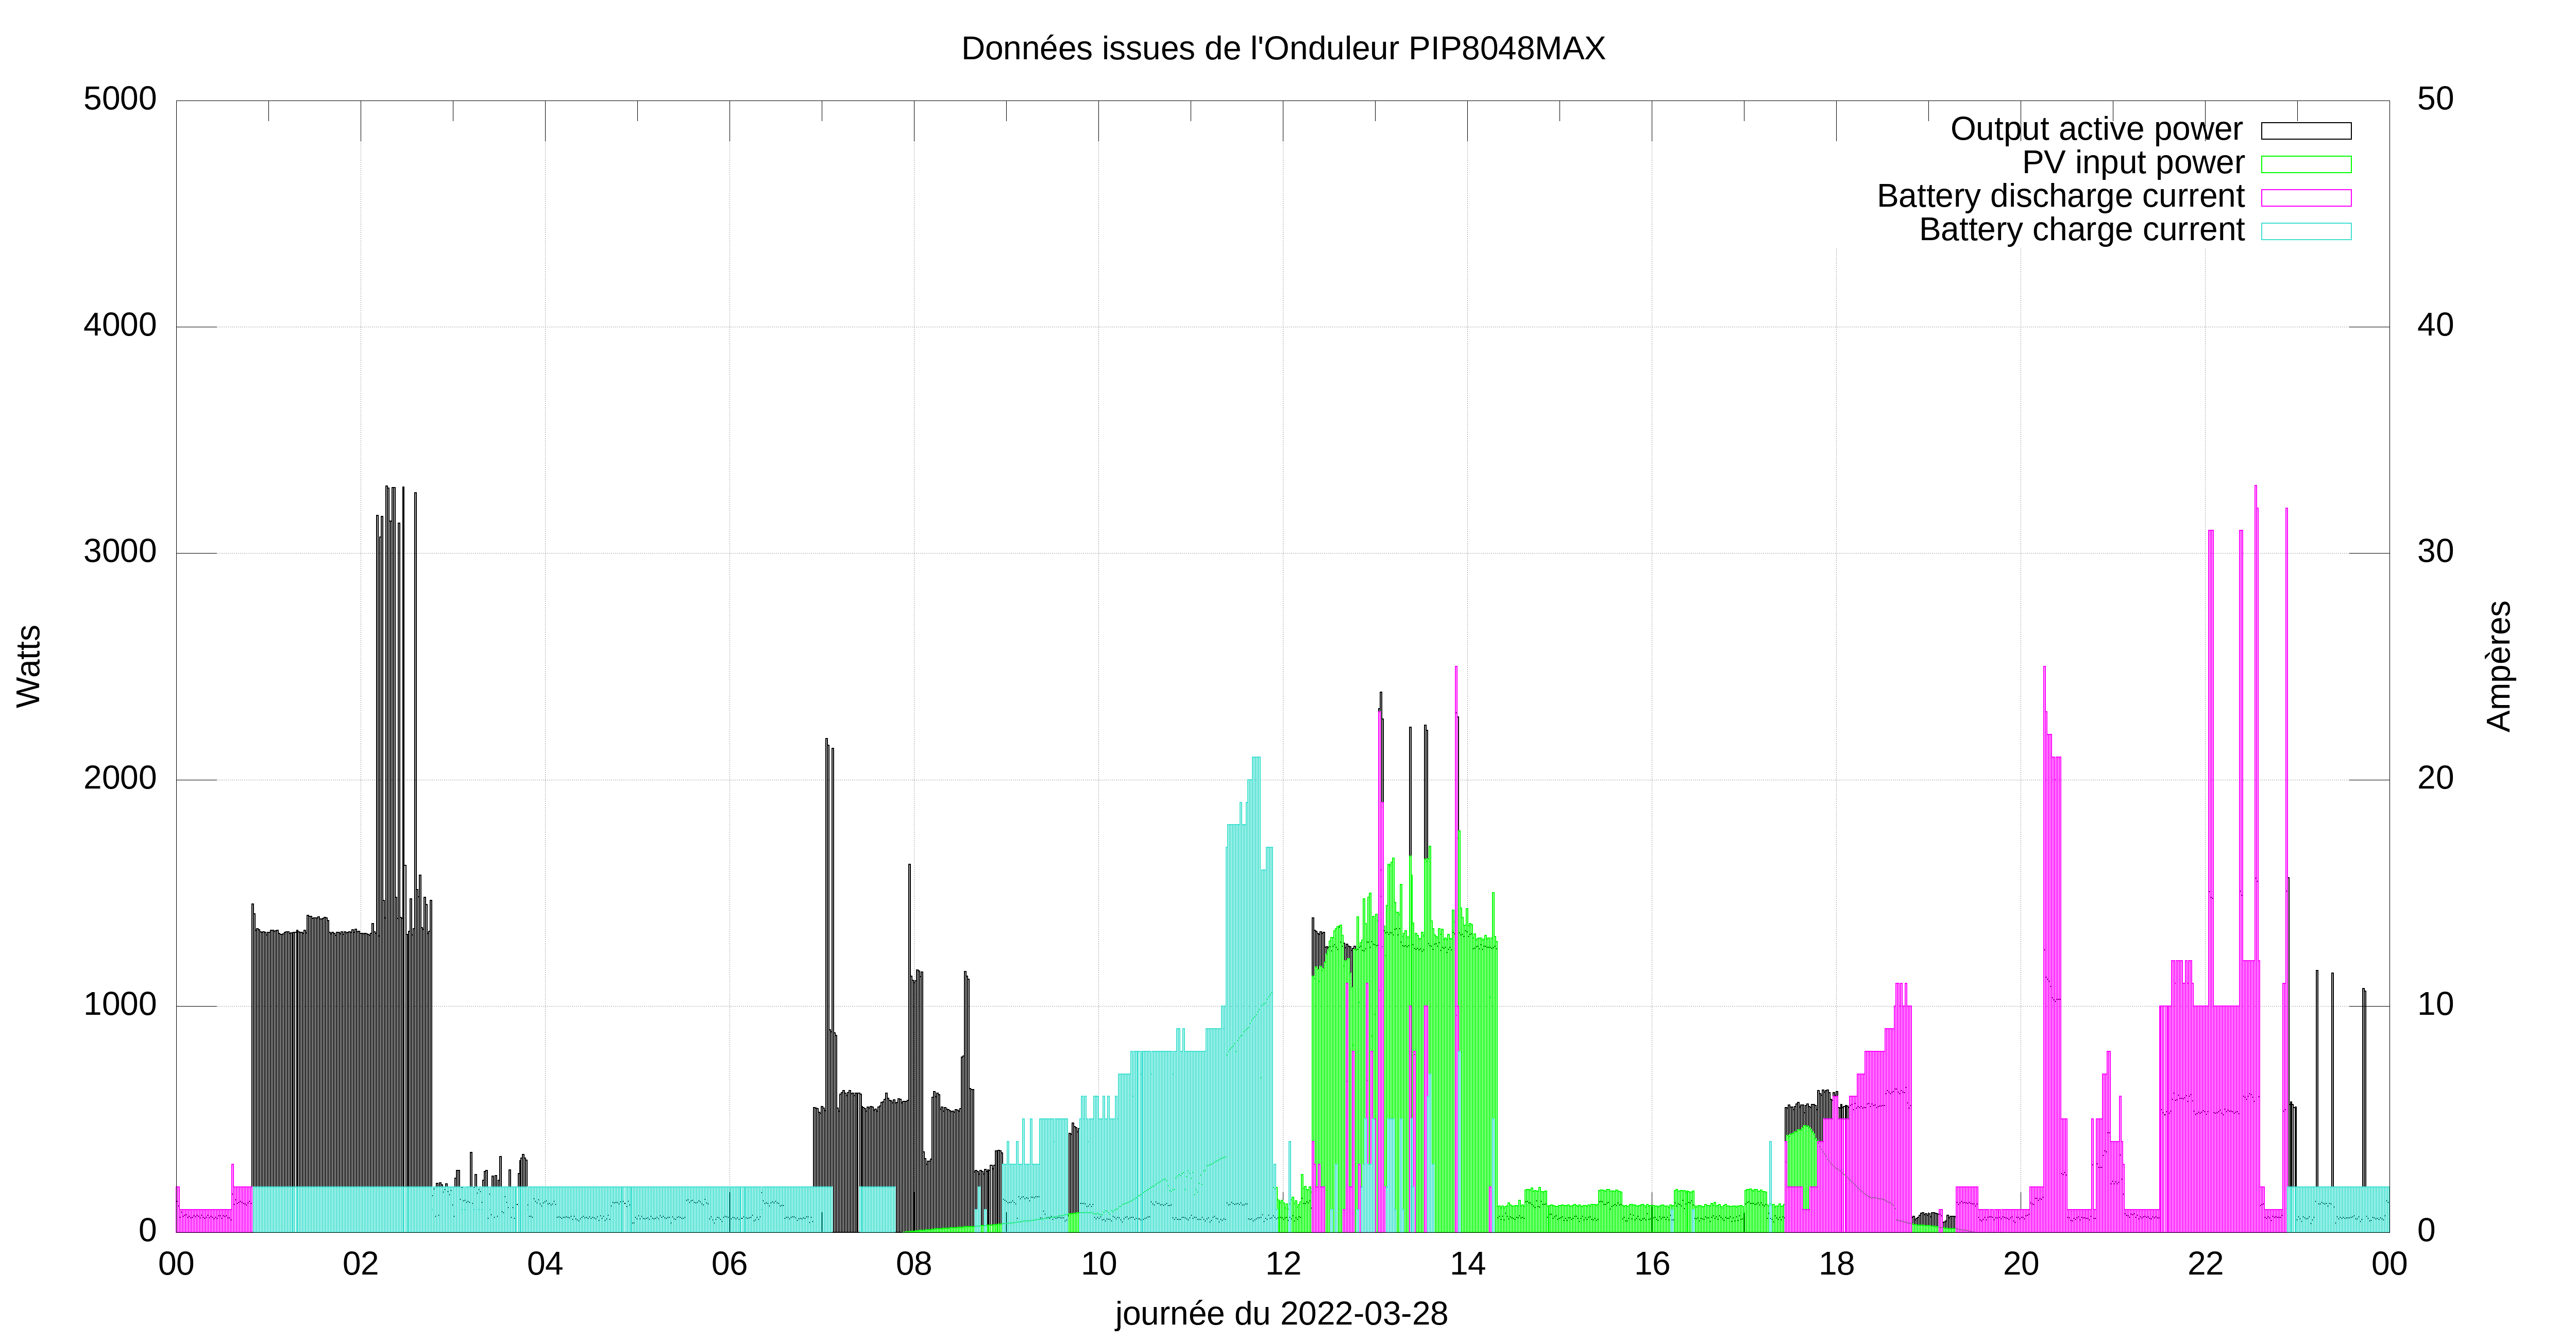 Données issues de l'Onduleur PIP8048MAX
5000
4000
3000
2000
1000
0
50
40
30
20
10
0
Output active power
PV input power
Battery discharge current
Battery charge current
Watts
Ampères
00 02 04 06 08 10 12 14 16 18 20 22 00
journée du 2022-03-28